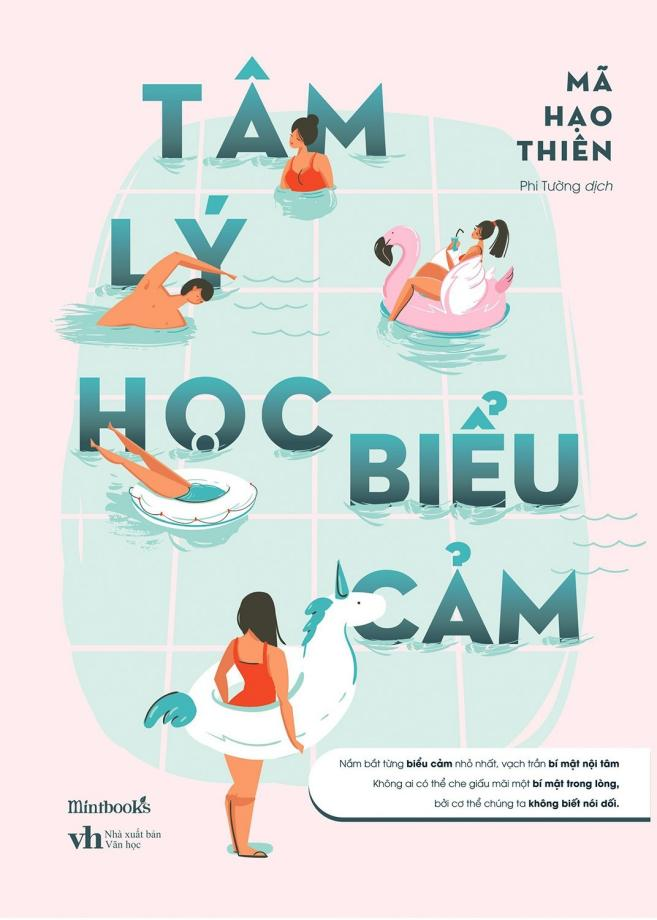 TÂM
LÝ
HỌC
BIỂU
CẢM
MÃ
HẠO
THIÊN
Phi Tường dịch
Nắm bắt từng biểu cảm nhỏ nhất, vạch trần bí mật nội tâm
Không ai có thể che giấu mãi một bí mật trong lòng,
bởi cơ thể chúng ta không biết nói dối.
Mintbooks
vh Nhà xuất bản
Văn học